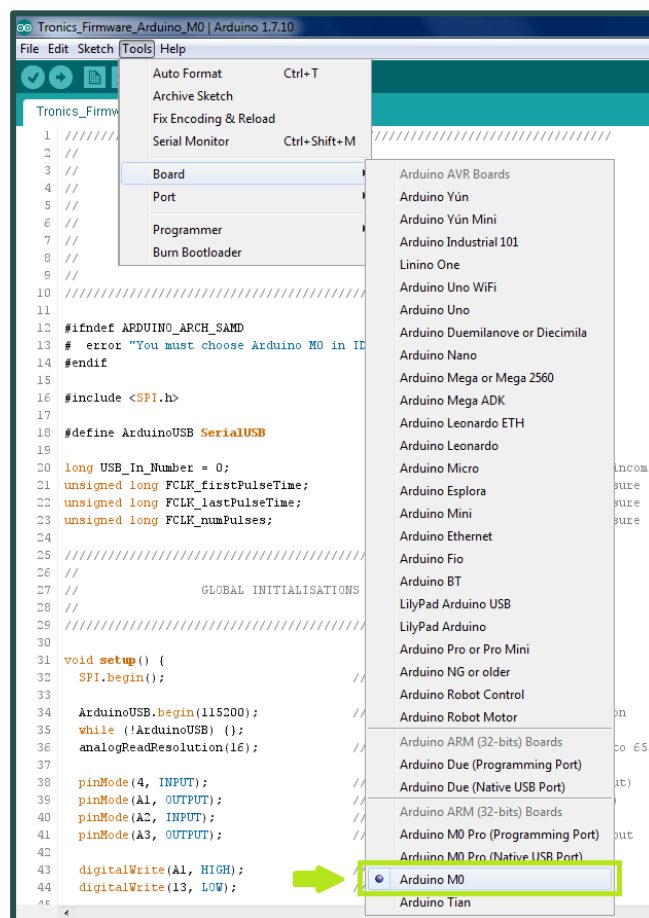 Tronics_Firmware_Arduino_M0 | Arduino 1.7.10
File Edit Sketch Tools Help
Auto Format Ctrl+T
Archive Sketch
Fix Encoding & Reload
Serial Monitor Ctrl+Shift+M
Board
Port
Programmer
Burn Bootloader
Arduino AVR Boards
Arduino Yún
Arduino Yún Mini
Arduino Industrial 101
Linino One
Arduino Uno WiFi
Arduino Uno
Arduino Duemilanove or Diecimila
Arduino Nano
Arduino Mega or Mega 2560
Arduino Mega ADK
Arduino Leonardo ETH
Arduino Leonardo
Arduino Micro
Arduino Esplora
Arduino Mini
Arduino Ethernet
Arduino Fio
Arduino BT
LilyPad Arduino USB
LilyPad Arduino
Arduino Pro or Pro Mini
Arduino NG or older
Arduino Robot Control
Arduino Robot Motor
Arduino ARM (32-bits) Boards
Arduino Due (Programming Port)
Arduino Due (Native USB Port)
Arduino ARM (32-bits) Boards
Arduino M0 Pro (Programming Port)
Arduino M0 Pro (Native USB Port)
Arduino M0
Arduino Tian
Tronics_Firmw
1 ///////
2 //
3 //
4 //
5 //
6 //
7 //
8 //
9 //
10 //////////////////////////////////////////
11
12 #ifndef ARDUINO_ARCH_SAMD
13 # error "You must choose Arduino M0 in ID
14 #endif
15
16 #include <SPI.h>
17
18 #define ArduinoUSB SerialUSB
19
20 long USB_In_Number = 0; incom
21 unsigned long FCLK_firstPulseTime; sure
22 unsigned long FCLK_lastPulseTime; sure
23 unsigned long FCLK_numPulses; sure
24
25 //////////////////////////////////////////
26 //
27 // GLOBAL INITIALISATIONS
28 //
29 //////////////////////////////////////////
30
31 void setup() {
32 SPI.begin(); //
33
34 ArduinoUSB.begin(115200); // on
35 while (!ArduinoUSB) {};
36 analogReadResolution(16); // to 65
37
38 pinMode(4, INPUT); // ut)
39 pinMode(A1, OUTPUT); // )
40 pinMode(A2, INPUT); //
41 pinMode(A3, OUTPUT); // out
42
43 digitalWrite(A1, HIGH); //
44 digitalWrite(13, LOW); //
45